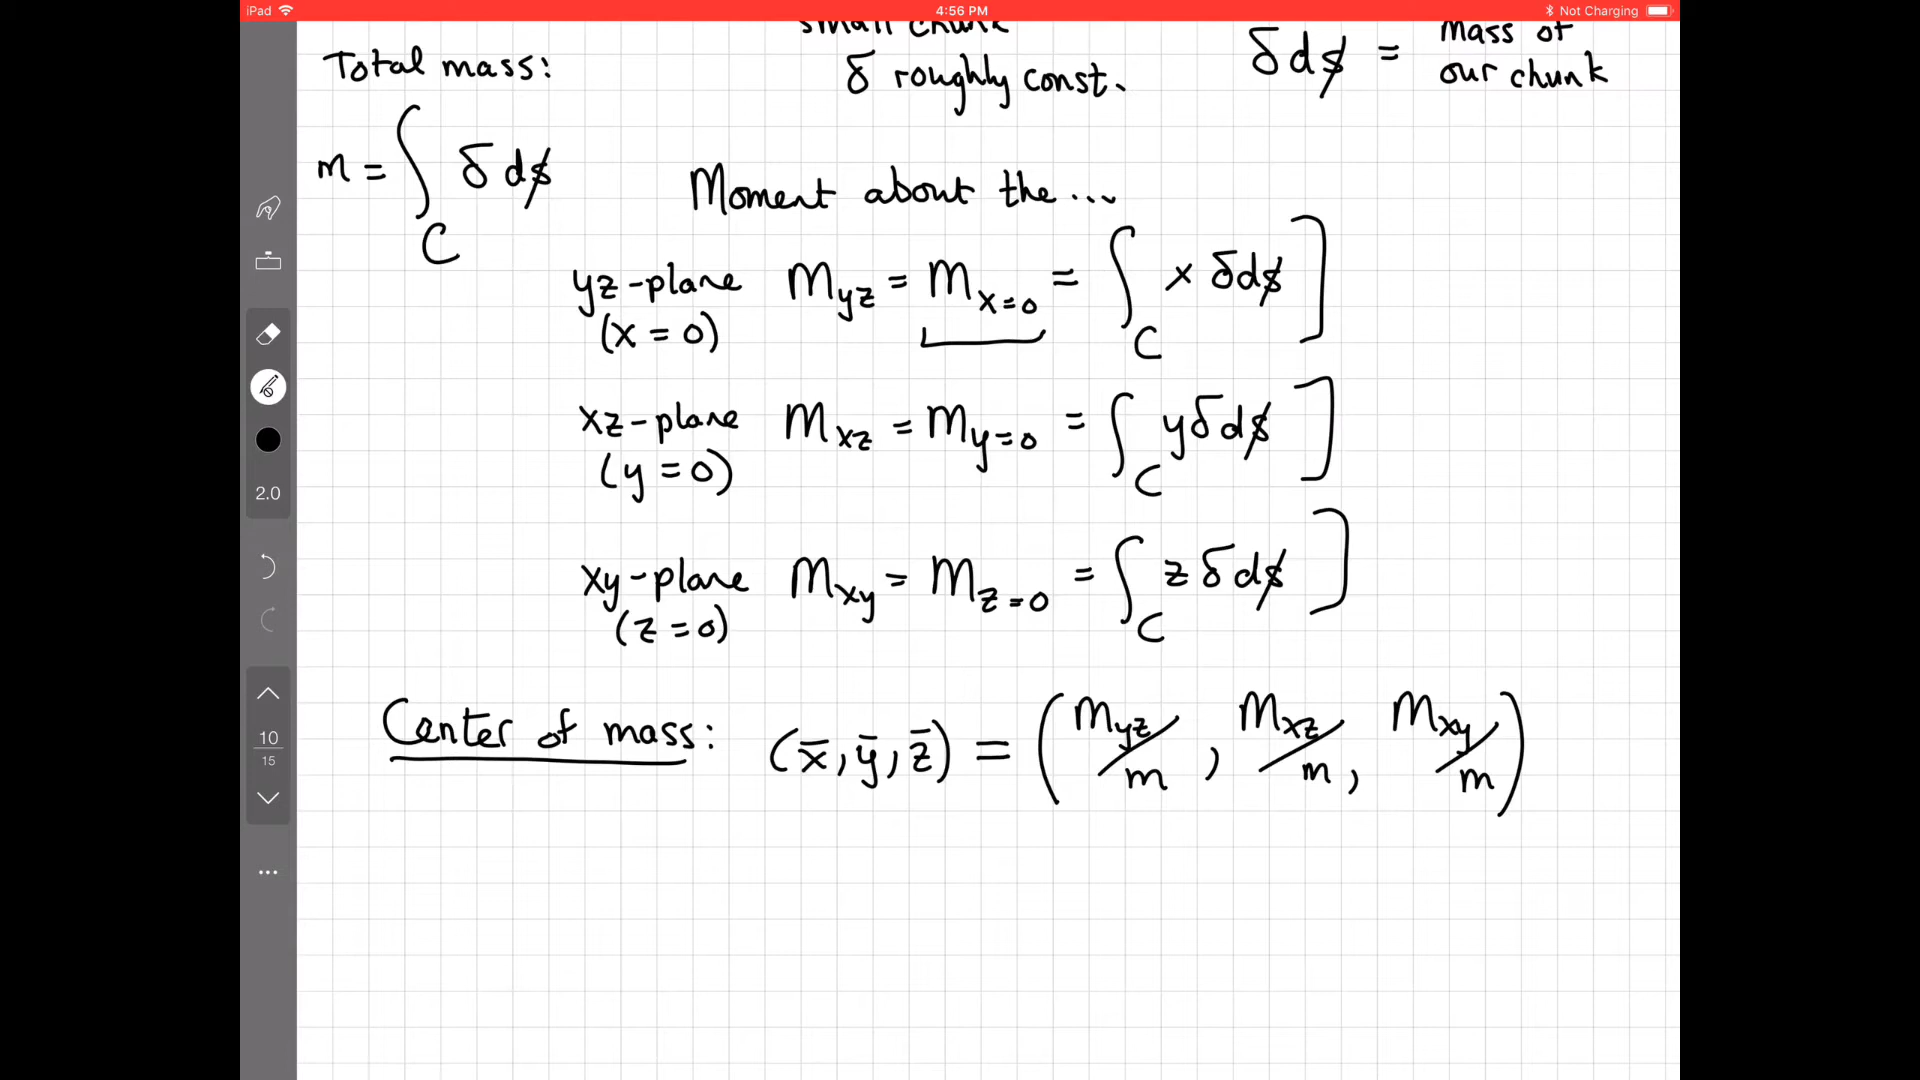 iPad 4:56 PM Not Charging
small chunk
δ roughly const.
δ ds = mass of our chunk
Total mass:
m = ∫_C δ ds
Moment about the ...
yz-plane M_yz = M_x=0 = ∫_C x δ ds ]
(x = 0)
xz-plane M_xz = M_y=0 = ∫_C y δ ds ]
(y = 0)
xy-plane M_xy = M_z=0 = ∫_C z δ ds ]
(z = 0)
Center of mass: (x̄, ȳ, z̄) = (M_yz/m, M_xz/m, M_xy/m)
2.0
10
15